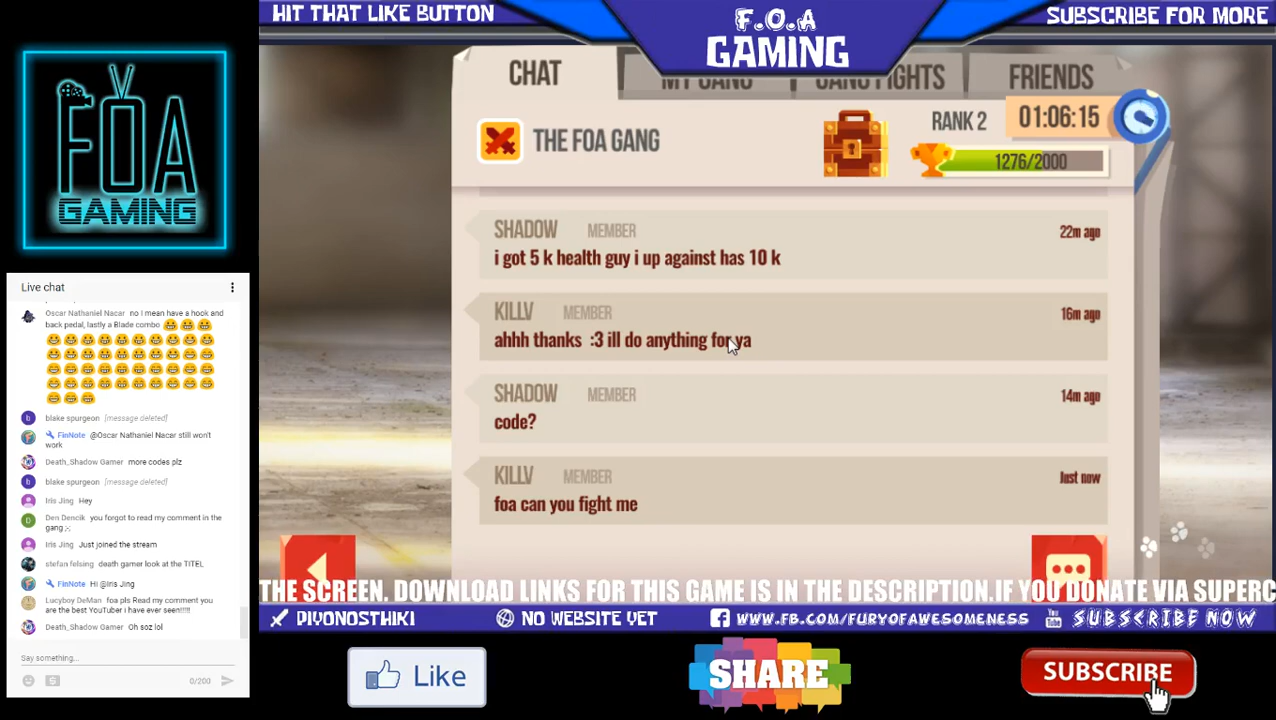 HIT THAT LIKE BUTTON
F.O.A
GAMING
SUBSCRIBE FOR MORE
FOA
GAMING
CHAT
MY GANG
GANG FIGHTS
FRIENDS
THE FOA GANG
RANK 2
01:06:15
1276/2000
SHADOW MEMBER
22m ago
i got 5 k health guy i up against has 10 k
KILLV MEMBER
16m ago
ahhh thanks :3 ill do anything for ya
SHADOW MEMBER
14m ago
code?
KILLV MEMBER
Just now
foa can you fight me
Live chat
Oscar Nathaniel Nacar no I mean have a hook and
back pedal, lastly a Blade combo
b
blake spurgeon [message deleted]
FinNote @Oscar Nathaniel Nacar still won't
work
Death_Shadow Gamer more codes plz
b
blake spurgeon [message deleted]
Iris Jing Hey
D
Den Dencik you forgot to read my comment in the
gang ;-;
Iris Jing Just joined the stream
stefan felsing death gamer look at the TITEL
FinNote Hi @Iris Jing
Lucyboy DeMan foa pls Read my comment you
are the best YouTuber i have ever seen!!!!!
Death_Shadow Gamer Oh soz lol
Say something...
$
0/200
THE SCREEN. DOWNLOAD LINKS FOR THIS GAME IS IN THE DESCRIPTION.IF YOU DONATE VIA SUPERC
PIYONOSTHIKI
NO WEBSITE YET
WWW.FB.COM/FURYOFAWESOMENESS
You Tube
SUBSCRIBE NOW
Like
SHARE
SUBSCRIBE